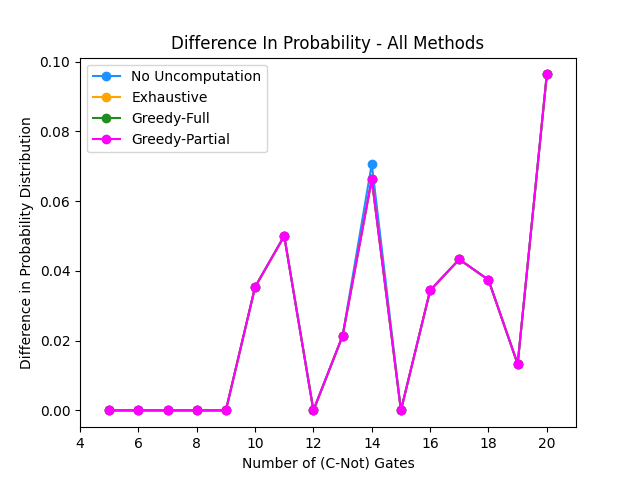 Difference In Probability - All Methods
No Uncomputation
Exhaustive
Greedy-Full
Greedy-Partial
Difference in Probability Distribution
0.10
0.08
0.06
0.04
0.02
0.00
4 6 8 10 12 14 16 18 20
Number of (C-Not) Gates